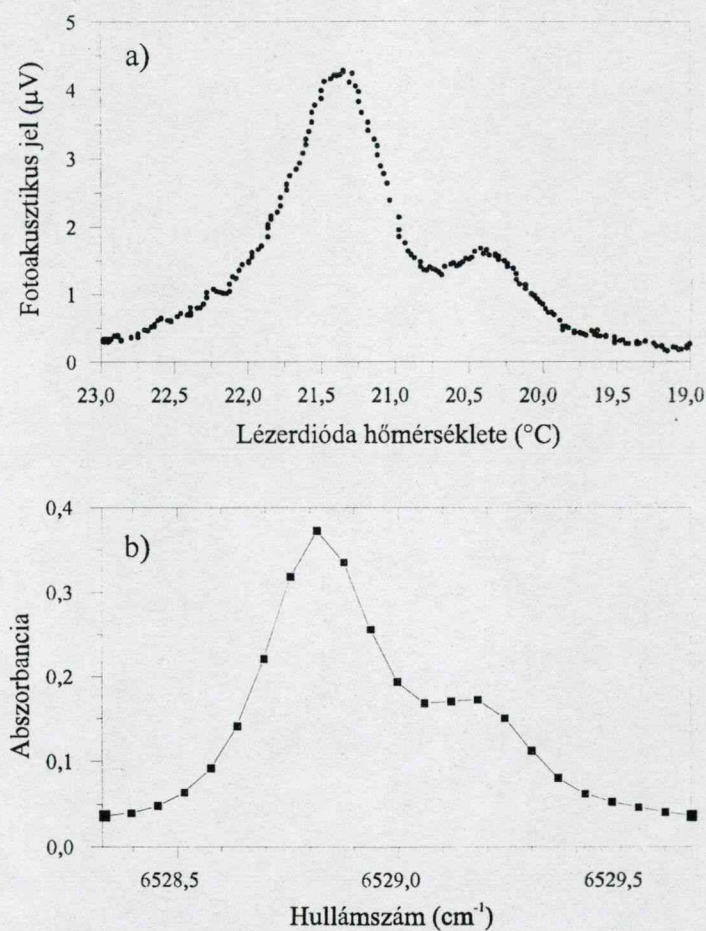 a)
Fotoakusztikus jel (µV)
5
4
3
2
1
0
23,0 22,5 22,0 21,5 21,0 20,5 20,0 19,5 19,0
Lézerdióda hőmérséklete (°C)
b)
Abszorbancia
0,4
0,3
0,2
0,1
0,0
6528,5 6529,0 6529,5
Hullámszám (cm⁻¹)